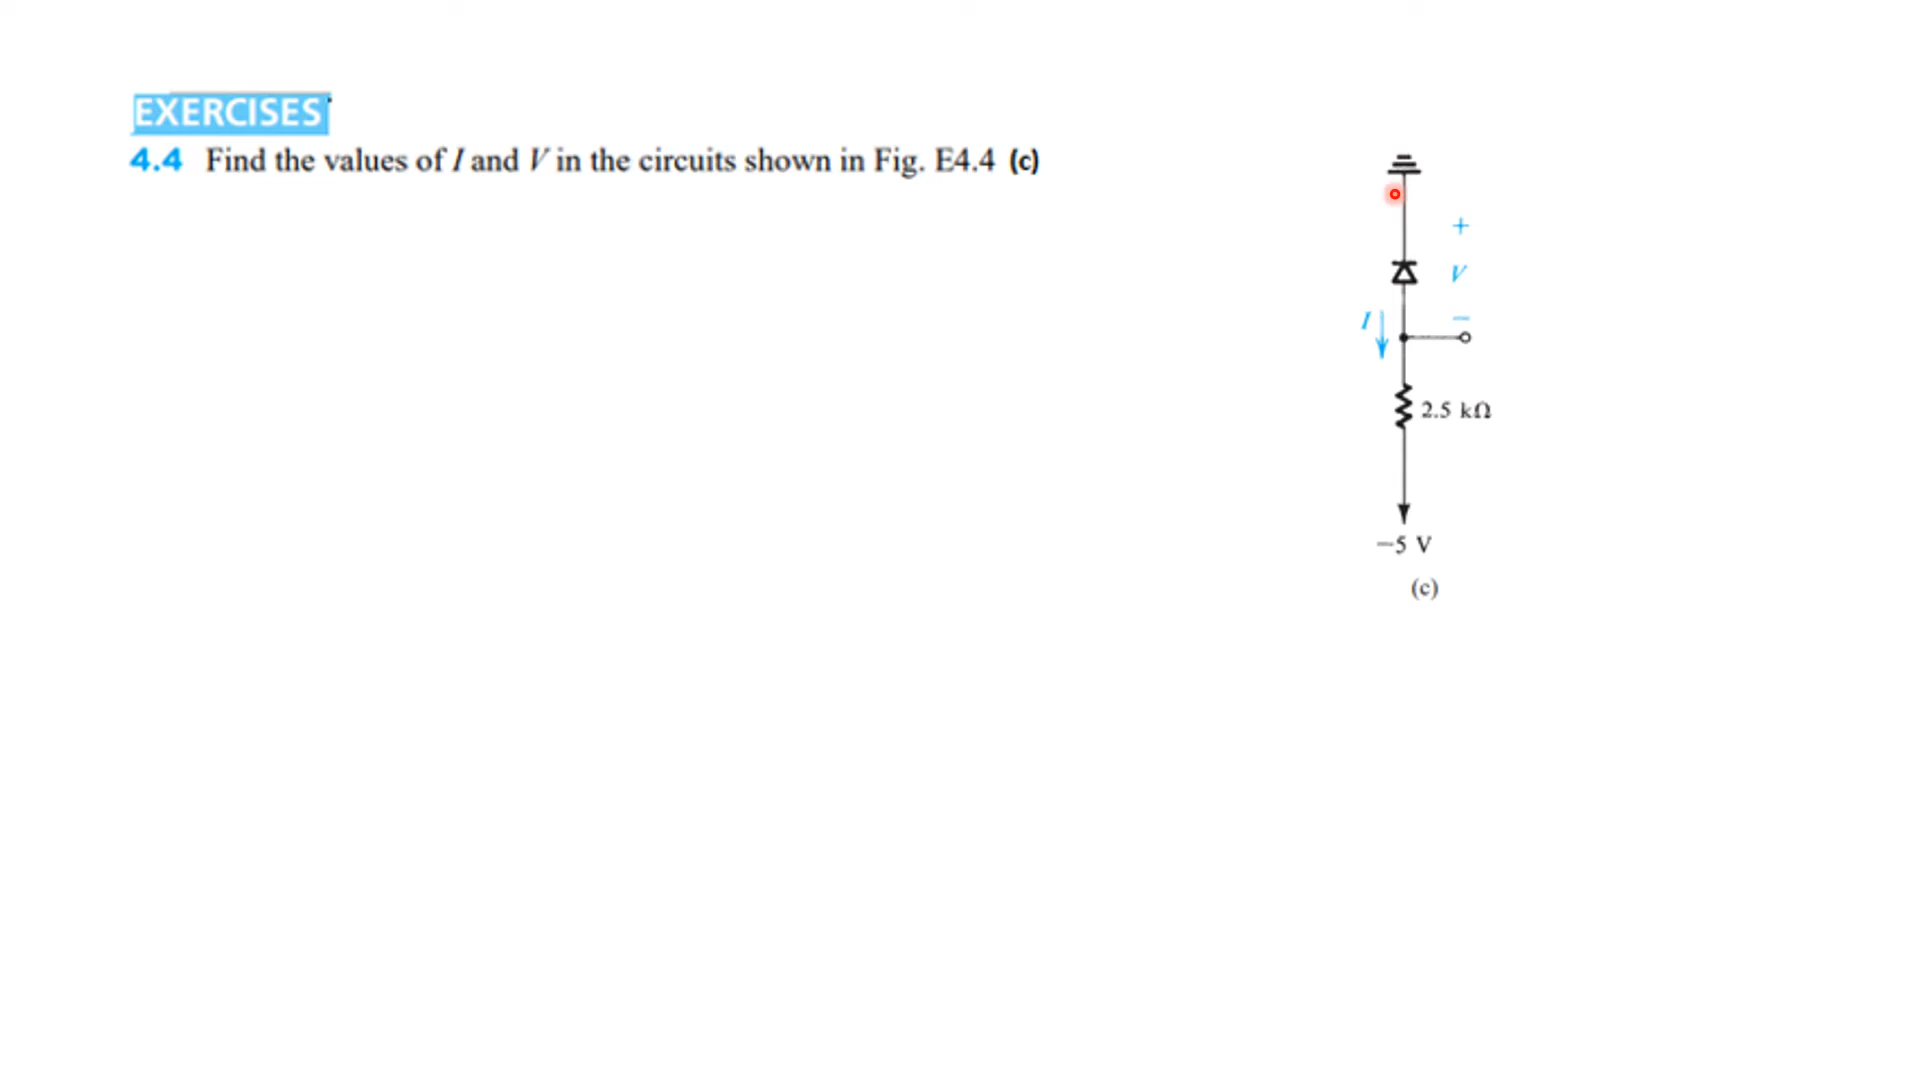 EXERCISES
4.4 Find the values of I and V in the circuits shown in Fig. E4.4 (c)
+
V
I
−
2.5 kΩ
−5 V
(c)